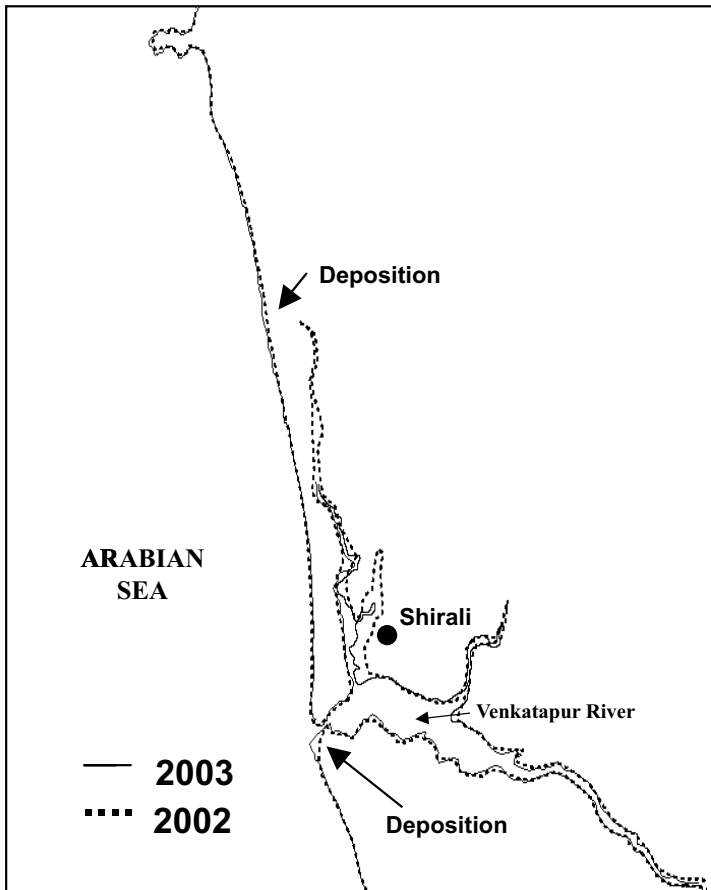 Deposition
ARABIAN
SEA
Shirali
Venkatapur River
2003
2002
Deposition